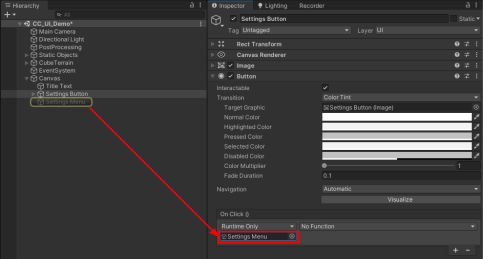 Hierarchy
All
CC_UI_Demo*
Main Camera
Directional Light
PostProcessing
Static Objects
CubeTerrain
EventSystem
Canvas
Title Text
Settings Button
Settings Menu
Inspector Lighting Recorder
Settings Button Static
Tag Untagged Layer UI
Rect Transform
Canvas Renderer
Image
Button
Interactable
Transition Color Tint
Target Graphic Settings Button (Image)
Normal Color
Highlighted Color
Pressed Color
Selected Color
Disabled Color
Color Multiplier 1
Fade Duration 0.1
Navigation Automatic
Visualize
On Click ()
Runtime Only No Function
Settings Menu
+ −